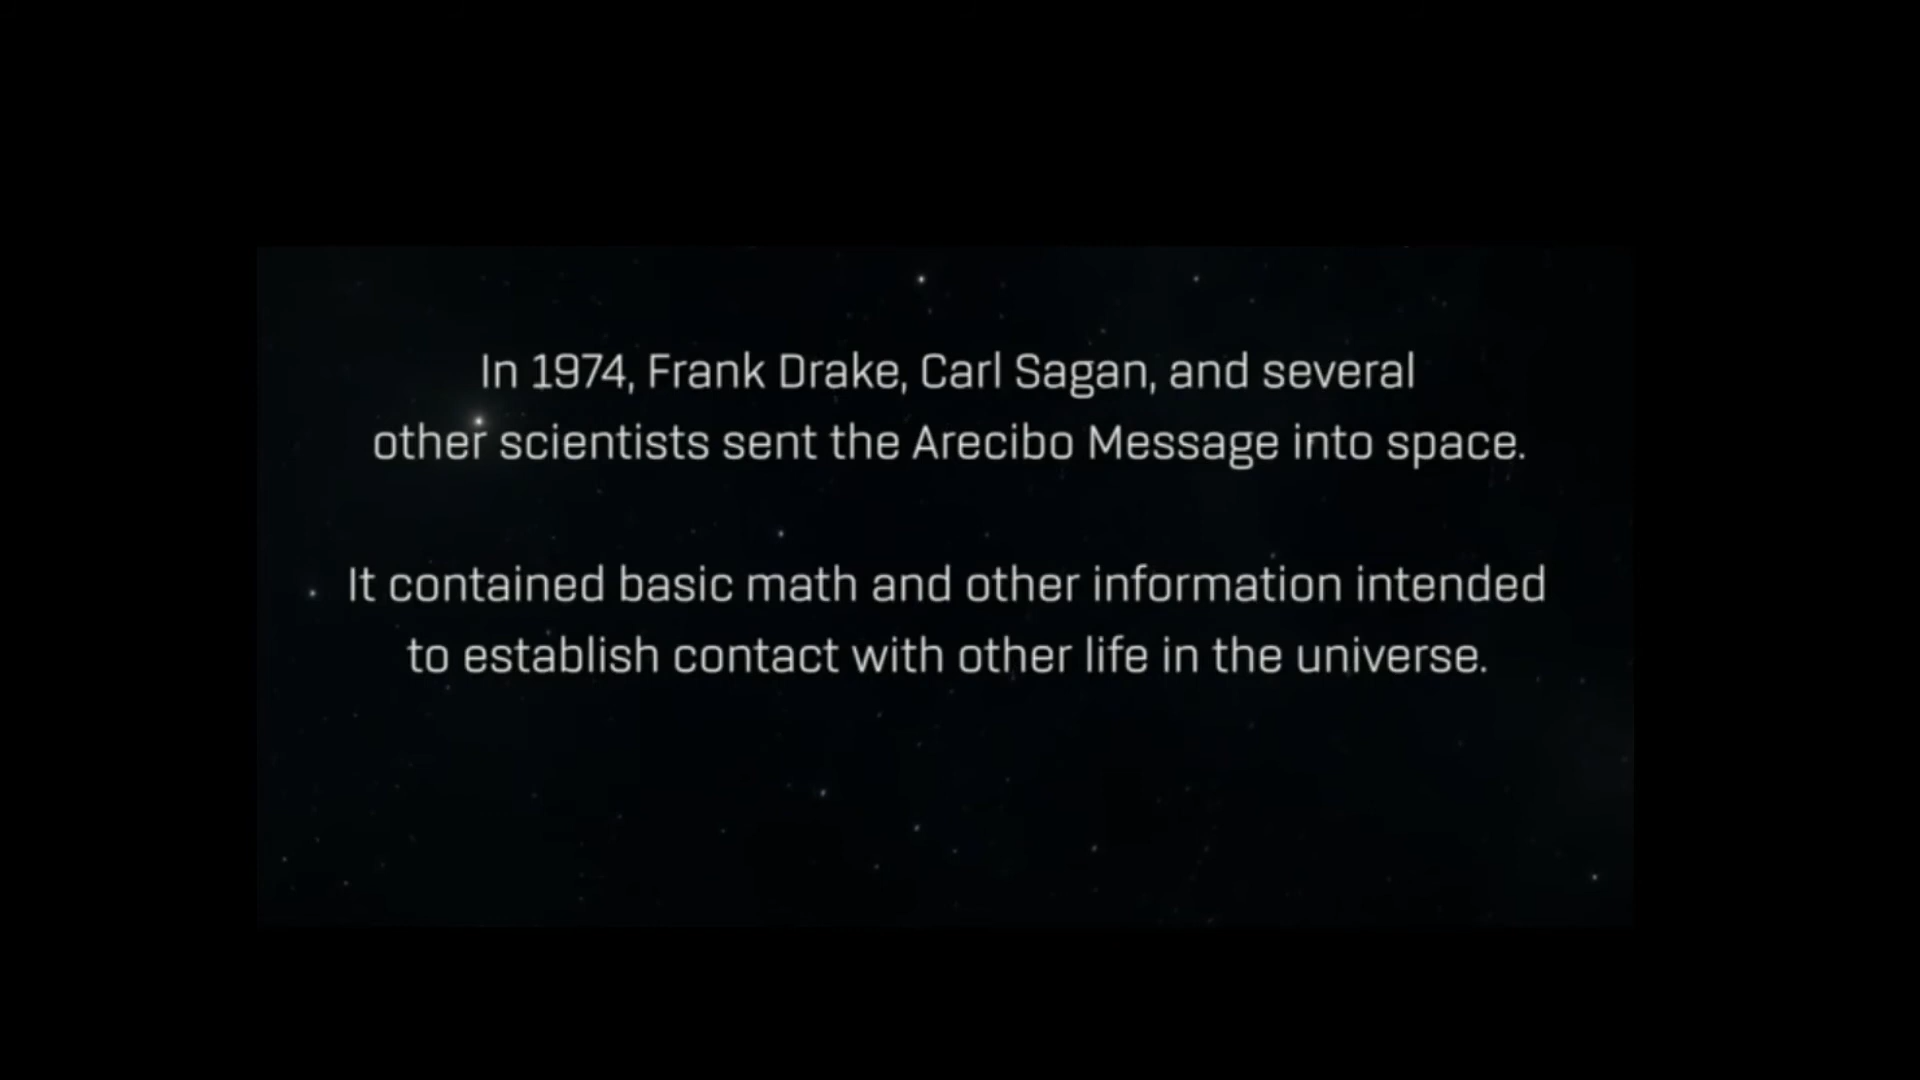 In 1974, Frank Drake, Carl Sagan, and several
other scientists sent the Arecibo Message into space.
It contained basic math and other information intended
to establish contact with other life in the universe.